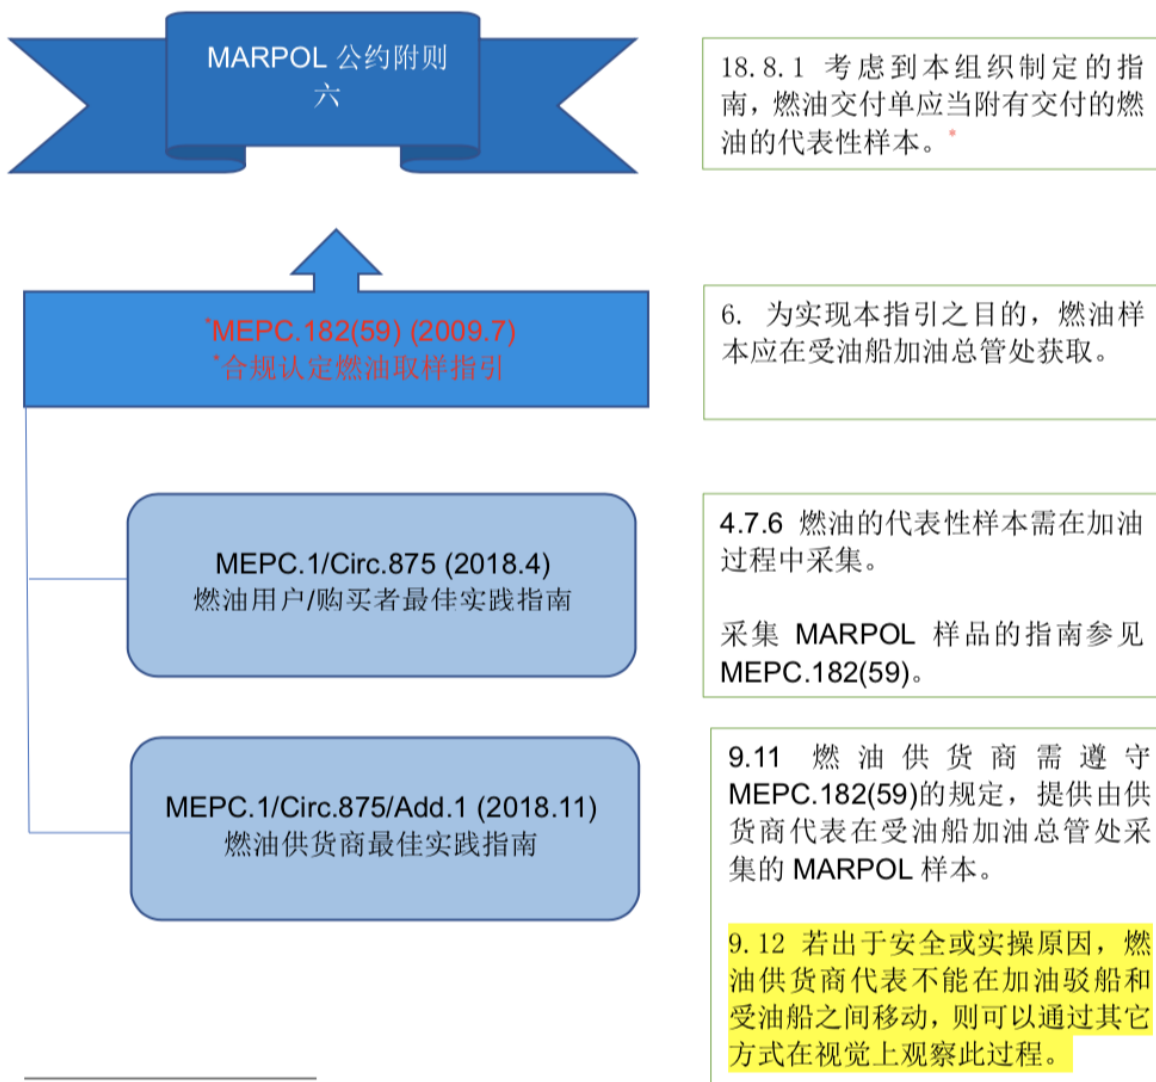 MARPOL 公约附则
六
18.8.1 考虑到本组织制定的指
南，燃油交付单应当附有交付的燃
油的代表性样本。*
*MEPC.182(59) (2009.7)
*合规认定燃油取样指引
6. 为实现本指引之目的，燃油样
本应在受油船加油总管处获取。
MEPC.1/Circ.875 (2018.4)
燃油用户/购买者最佳实践指南
4.7.6 燃油的代表性样本需在加油
过程中采集。
采集 MARPOL 样品的指南参见
MEPC.182(59)。
MEPC.1/Circ.875/Add.1 (2018.11)
燃油供货商最佳实践指南
9.11 燃油供货商需遵守
MEPC.182(59)的规定，提供由供
货商代表在受油船加油总管处采
集的 MARPOL 样本。
9.12 若出于安全或实操原因，燃
油供货商代表不能在加油驳船和
受油船之间移动，则可以通过其它
方式在视觉上观察此过程。